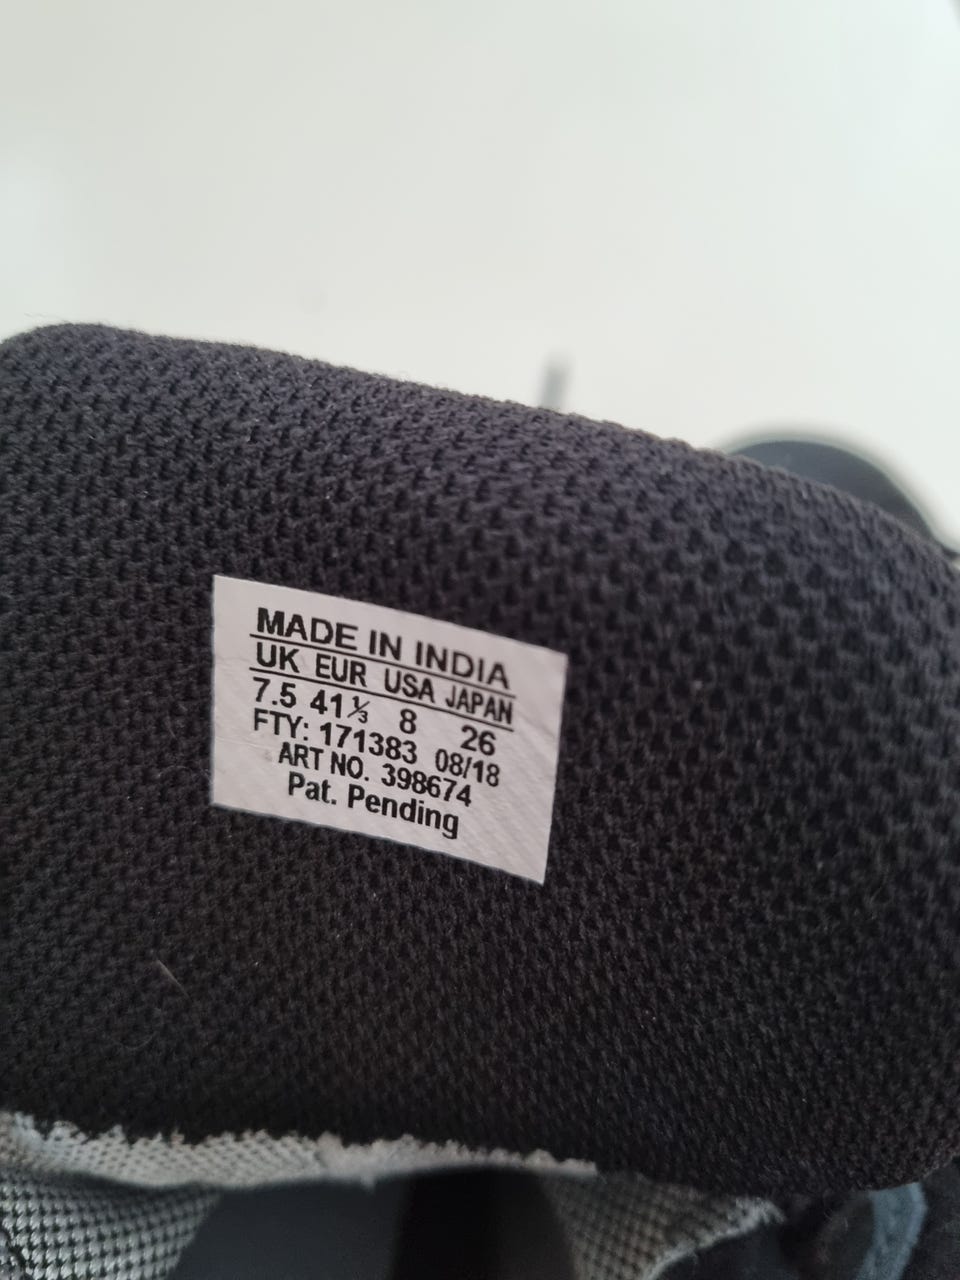 MADE IN INDIA
UK EUR USA JAPAN
7.5 41⅓ 8 26
FTY: 171383 08/18
ART NO. 398674
Pat. Pending